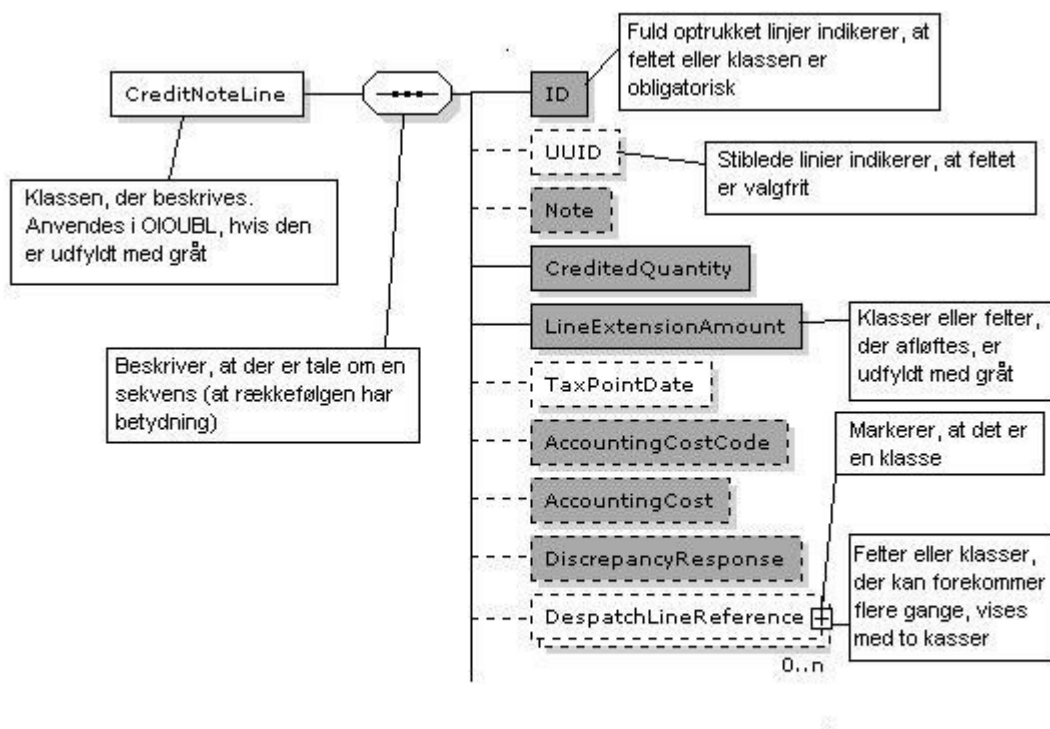 Fuld optrukket linjer indikerer, at
feltet eller klassen er
obligatorisk
CreditNoteLine
ID
UUID
Stiblede linier indikerer, at feltet
er valgfrit
Klassen, der beskrives.
Anvendes i OIOUBL, hvis den
er udfyldt med gråt
Note
CreditedQuantity
LineExtensionAmount
Klasser eller felter,
der afløftes, er
udfyldt med gråt
Beskriver, at der er tale om en
sekvens (at rækkefølgen har
betydning)
TaxPointDate
Markerer, at det er
en klasse
AccountingCostCode
AccountingCost
DiscrepancyResponse
Felter eller klasser,
der kan forekommer
flere gange, vises
med to kasser
DespatchLineReference
0..n